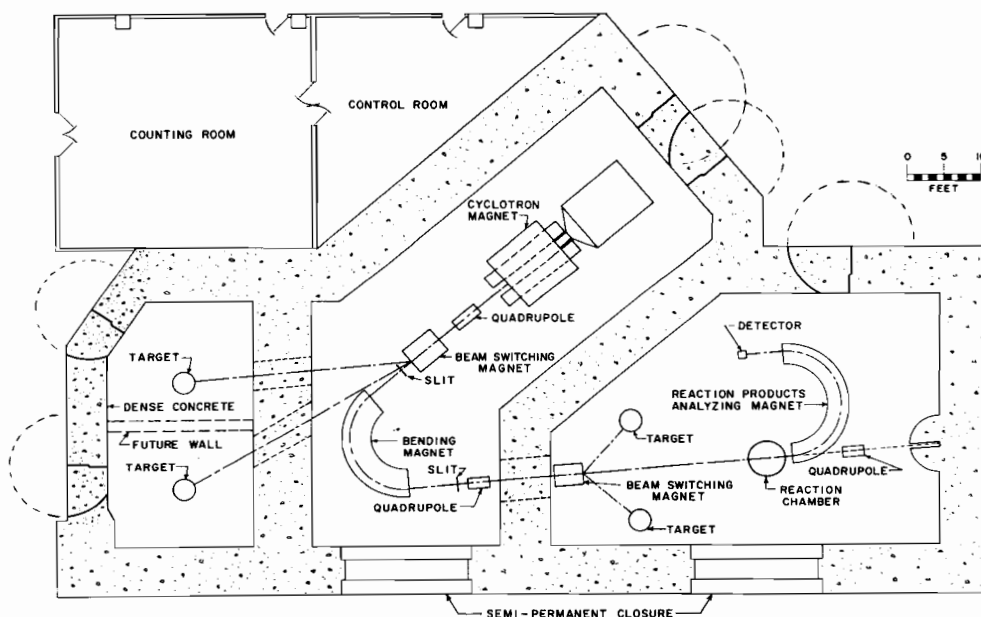 COUNTING ROOM
CONTROL ROOM
0 5 10
FEET
CYCLOTRON
MAGNET
QUADRUPOLE
BEAM SWITCHING
MAGNET
SLIT
TARGET
DENSE CONCRETE
FUTURE WALL
TARGET
BENDING
MAGNET
SLIT
QUADRUPOLE
DETECTOR
REACTION PRODUCTS
ANALYZING MAGNET
TARGET
BEAM SWITCHING
MAGNET
TARGET
QUADRUPOLE
REACTION
CHAMBER
SEMI-PERMANENT CLOSURE